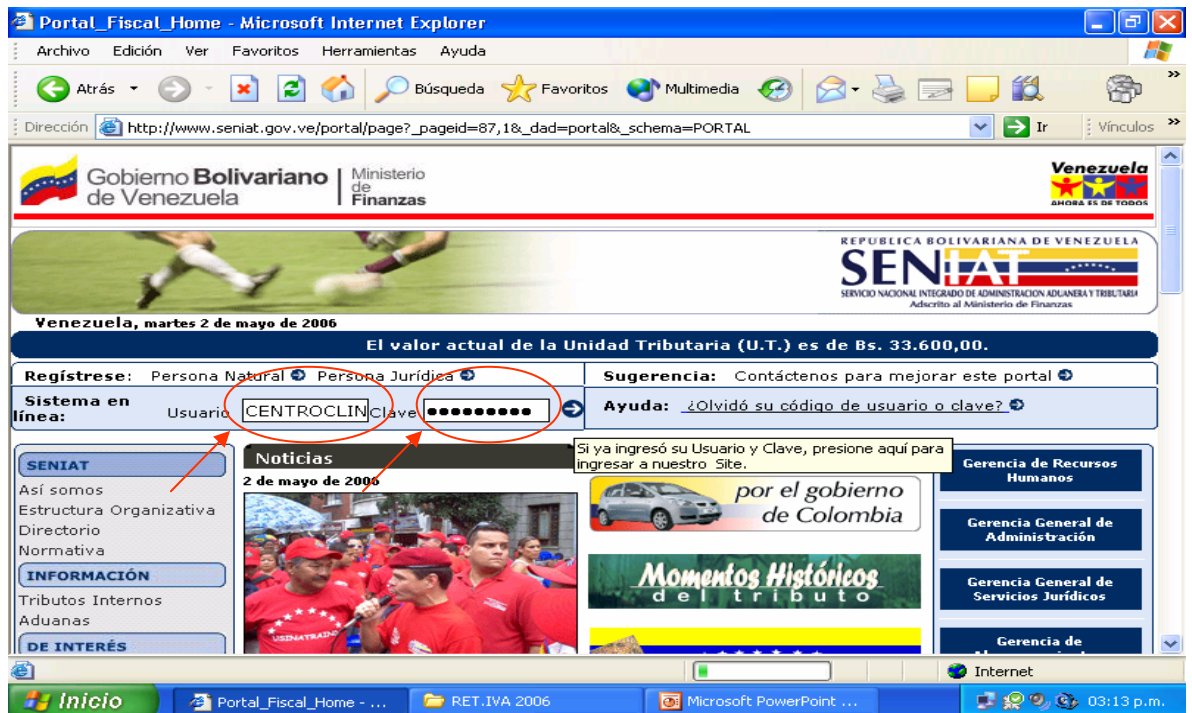 Portal_Fiscal_Home - Microsoft Internet Explorer
Archivo Edición Ver Favoritos Herramientas Ayuda
Atrás Búsqueda Favoritos Multimedia
Dirección http://www.seniat.gov.ve/portal/page?_pageid=87,1&_dad=portal&_schema=PORTAL Ir Vínculos
Gobierno Bolivariano
de Venezuela
Ministerio
de
Finanzas
Venezuela
AHORA ES DE TODOS
REPUBLICA BOLIVARIANA DE VENEZUELA
SENIAT
SERVICIO NACIONAL INTEGRADO DE ADMINISTRACION ADUANERA Y TRIBUTARIA
Adscrito al Ministerio de Finanzas
Venezuela, martes 2 de mayo de 2006
El valor actual de la Unidad Tributaria (U.T.) es de Bs. 33.600,00.
Regístrese: Persona Natural Persona Jurídica
Sugerencia: Contáctenos para mejorar este portal
Sistema en
línea:
Usuario CENTROCLIN Clave
Ayuda: ¿Olvidó su código de usuario o clave?
Si ya ingresó su Usuario y Clave, presione aquí para
ingresar a nuestro Site.
SENIAT
Así somos
Estructura Organizativa
Directorio
Normativa
INFORMACIÓN
Tributos Internos
Aduanas
DE INTERÉS
Noticias
2 de mayo de 2006
USINATRAINC
por el gobierno
de Colombia
Momentos Históricos
del tributo
Gerencia de Recursos
Humanos
Gerencia General de
Administración
Gerencia General de
Servicios Jurídicos
Gerencia de
Internet
Inicio Portal_Fiscal_Home - ... RET.IVA 2006 Microsoft PowerPoint ... 03:13 p.m.